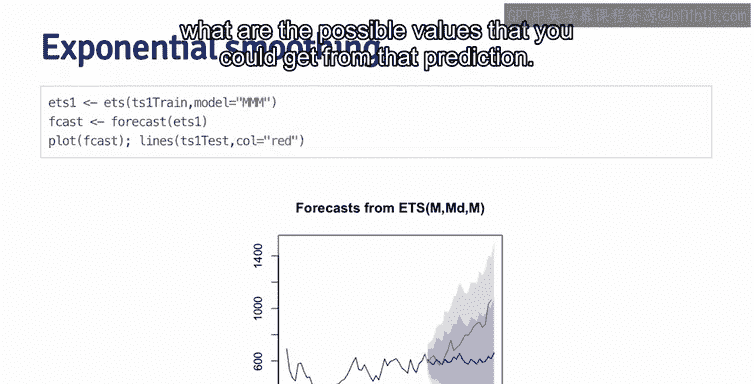 what are the possible values that you
could get from that prediction.
Exponential smoothing
ets1 <- ets(ts1Train,model="MMM")
fcast <- forecast(ets1)
plot(fcast); lines(ts1Test,col="red")
Forecasts from ETS(M,Md,M)
1400
1000
600